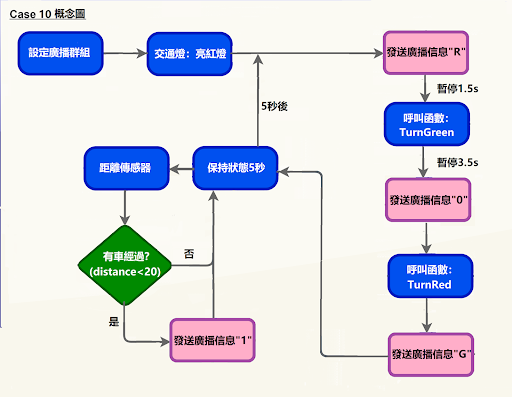 Case 10 概念圖
設定廣播群組
交通燈：亮紅燈
發送廣播信息"R"
暫停1.5s
5秒後
呼叫函數：
TurnGreen
暫停3.5s
距離傳感器
保持狀態5秒
發送廣播信息"0"
有車經過?
(distance<20)
否
呼叫函數：
TurnRed
是
發送廣播信息"1"
發送廣播信息"G"